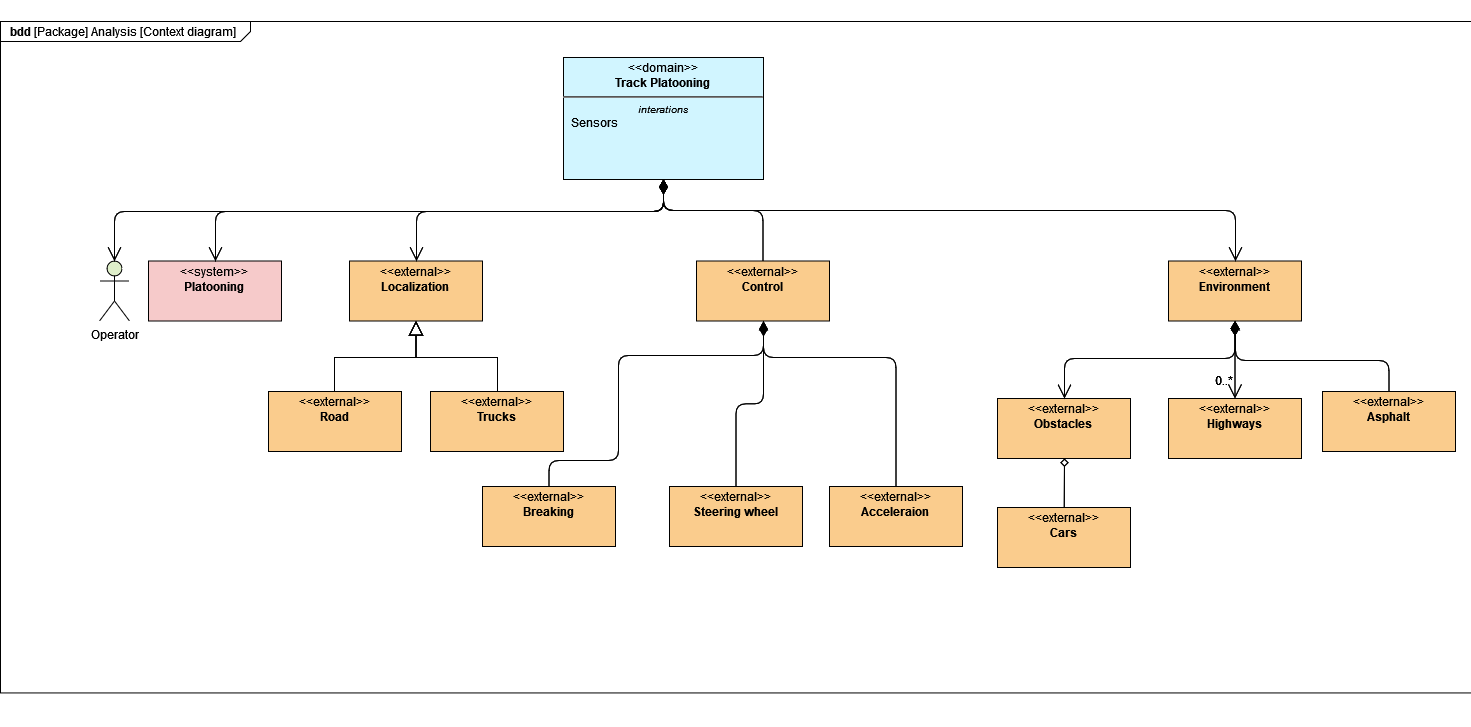 bdd [Package] Analysis [Context diagram]
<<domain>>
Track Platooning
interations
Sensors
Operator
<<system>>
Platooning
<<external>>
Localization
<<external>>
Control
<<external>>
Environment
<<external>>
Road
<<external>>
Trucks
0..*
<<external>>
Obstacles
<<external>>
Highways
<<external>>
Asphalt
<<external>>
Breaking
<<external>>
Steering wheel
<<external>>
Acceleraion
<<external>>
Cars